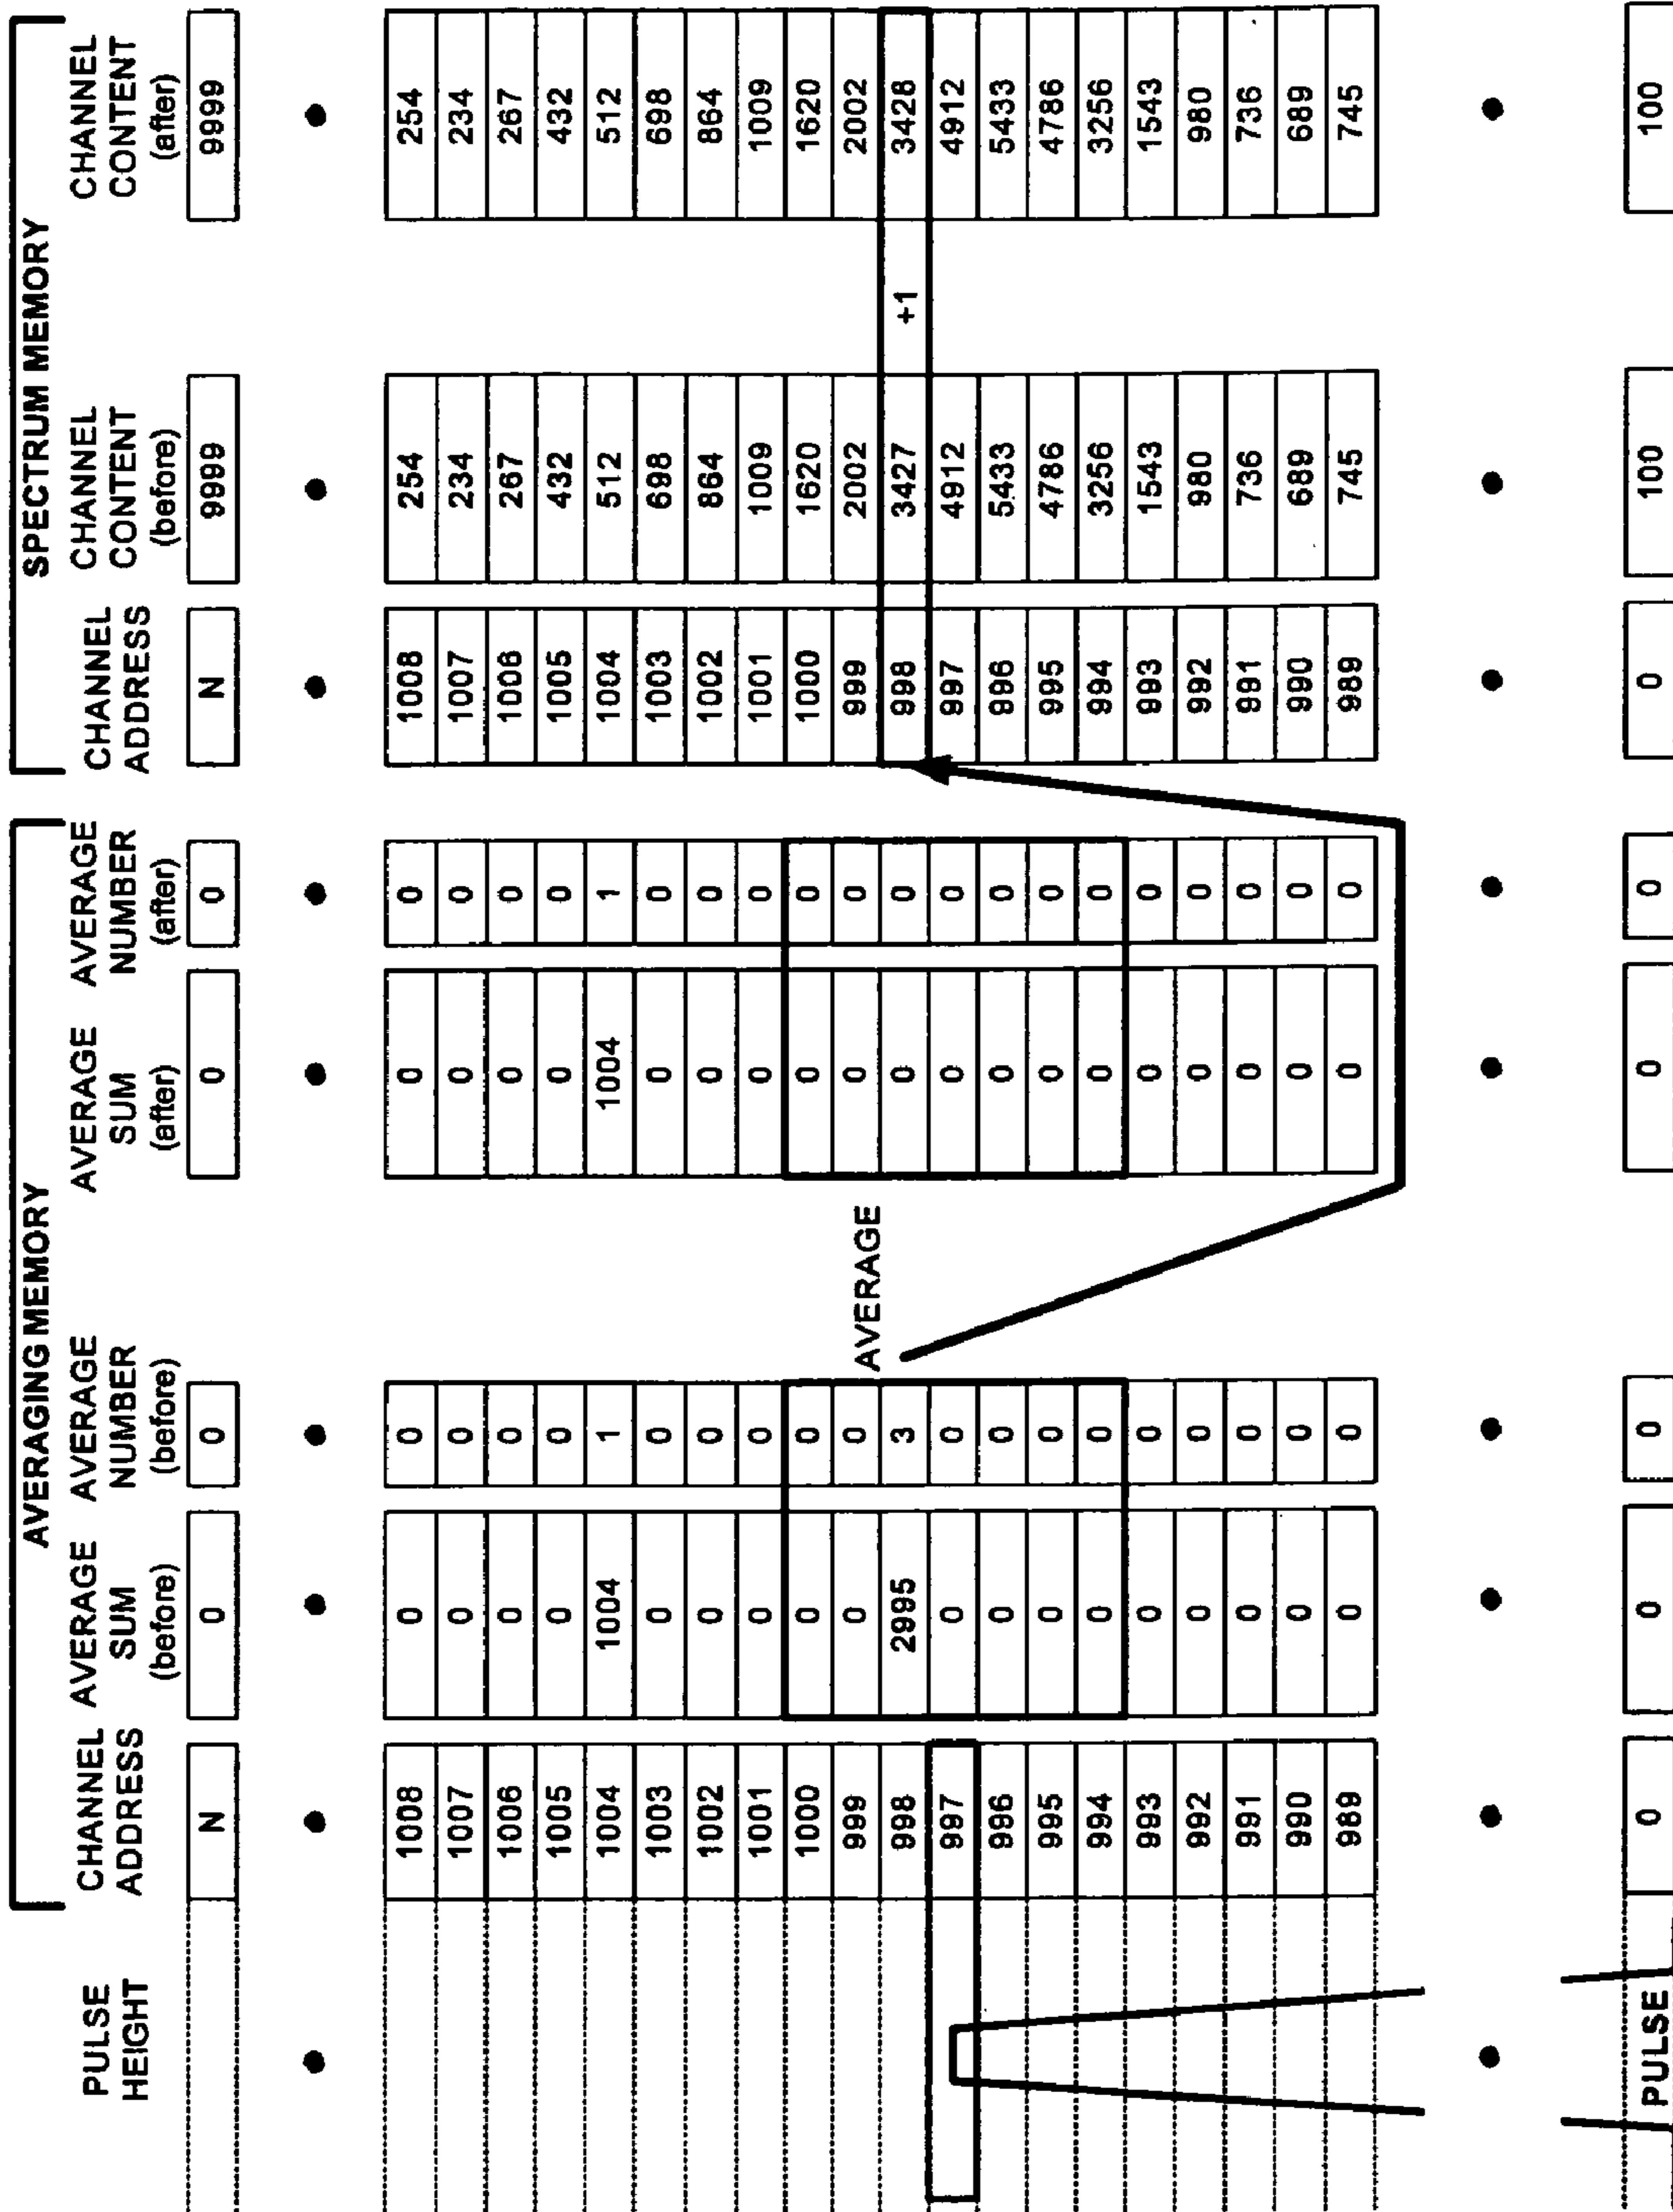 AVERAGING MEMORY SPECTRUM MEMORY
PULSE HEIGHT CHANNEL ADDRESS AVERAGE SUM (before) AVERAGE NUMBER (before) AVERAGE SUM (after) AVERAGE NUMBER (after) CHANNEL ADDRESS CHANNEL CONTENT (before) CHANNEL CONTENT (after)
N 0 0 0 0 N 9999 9999
1008 0 0 0 0 1008 254 254
1007 0 0 0 0 1007 234 234
1006 0 0 0 0 1006 267 267
1005 0 0 0 0 1005 432 432
1004 1004 1 1004 1 1004 512 512
1003 0 0 0 0 1003 698 698
1002 0 0 0 0 1002 864 864
1001 0 0 0 0 1001 1009 1009
1000 0 0 0 0 1000 1620 1620
999 0 0 AVERAGE 0 0 999 2002 2002
998 2995 3 0 0 998 3427 +1 3428
997 0 0 0 0 997 4912 4912
996 0 0 0 0 996 5433 5433
995 0 0 0 0 995 4786 4786
994 0 0 0 0 994 3256 3256
993 0 0 0 0 993 1543 1543
992 0 0 0 0 992 980 980
991 0 0 0 0 991 736 736
990 0 0 0 0 990 689 689
989 0 0 0 0 989 745 745
PULSE 0 0 0 0 0 0 100 100